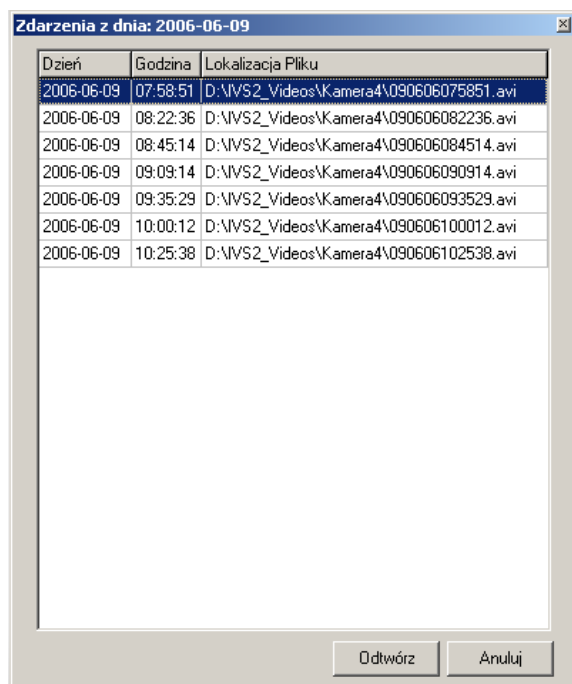 Zdarzenia z dnia: 2006-06-09
Dzień Godzina Lokalizacja Pliku
2006-06-09 07:58:51 D:\IVS2_Videos\Kamera4\090606075851.avi
2006-06-09 08:22:36 D:\IVS2_Videos\Kamera4\090606082236.avi
2006-06-09 08:45:14 D:\IVS2_Videos\Kamera4\090606084514.avi
2006-06-09 09:09:14 D:\IVS2_Videos\Kamera4\090606090914.avi
2006-06-09 09:35:29 D:\IVS2_Videos\Kamera4\090606093529.avi
2006-06-09 10:00:12 D:\IVS2_Videos\Kamera4\090606100012.avi
2006-06-09 10:25:38 D:\IVS2_Videos\Kamera4\090606102538.avi
Odtwórz Anuluj